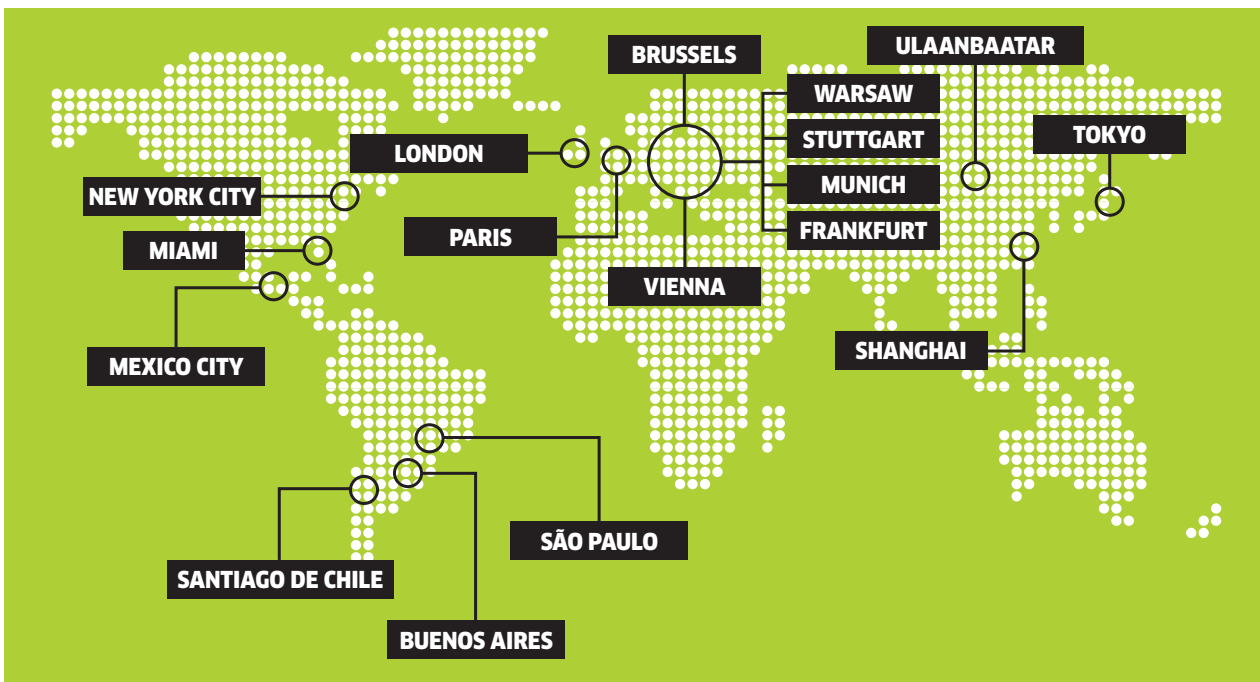 BRUSSELS
ULAANBAATAR
WARSAW
STUTTGART
TOKYO
LONDON
MUNICH
NEW YORK CITY
FRANKFURT
PARIS
MIAMI
VIENNA
SHANGHAI
MEXICO CITY
SÃO PAULO
SANTIAGO DE CHILE
BUENOS AIRES